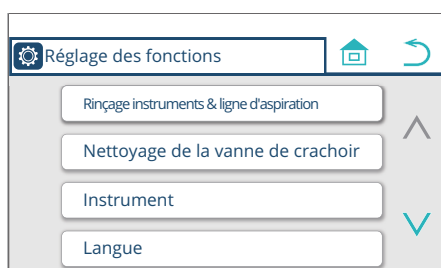 Réglage des fonctions
Rinçage instruments & ligne d'aspiration
Nettoyage de la vanne de crachoir
Instrument
Langue